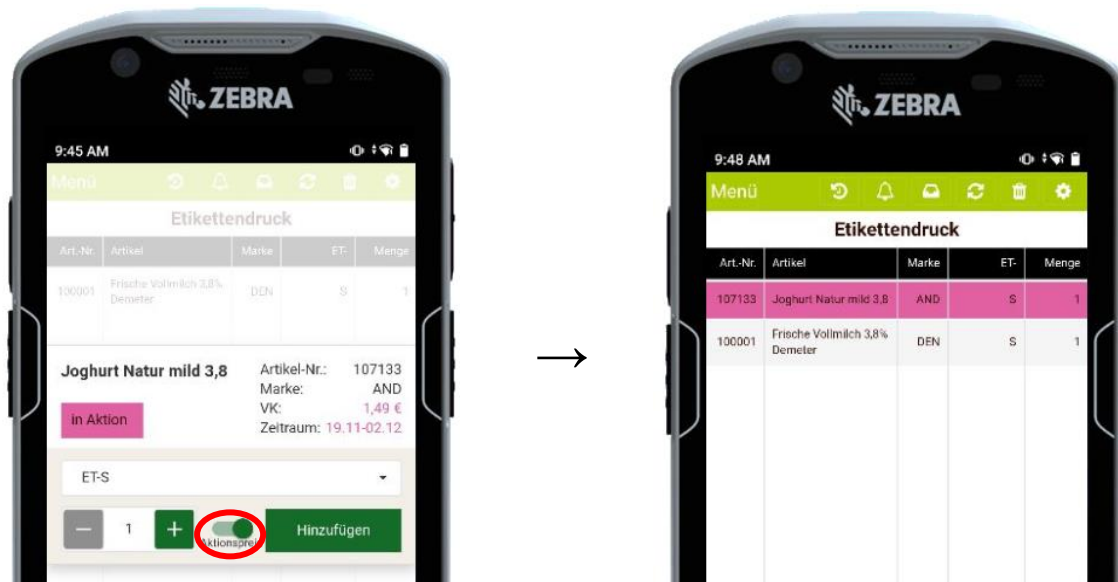 ZEBRA
9:45 AM
Menü
Etikettendruck
Art.-Nr. Artikel Marke ET- Menge
100001 Frische Vollmilch 3,8% DEN S 1
Demeter
Joghurt Natur mild 3,8
in Aktion
Artikel-Nr.: 107133
Marke: AND
VK: 1,49 €
Zeitraum: 19.11-02.12
ET-S
− 1 + Aktionsprei Hinzufügen
→
ZEBRA
9:48 AM
Menü
Etikettendruck
Art.-Nr. Artikel Marke ET- Menge
107133 Joghurt Natur mild 3,8 AND S 1
100001 Frische Vollmilch 3,8% DEN S 1
Demeter